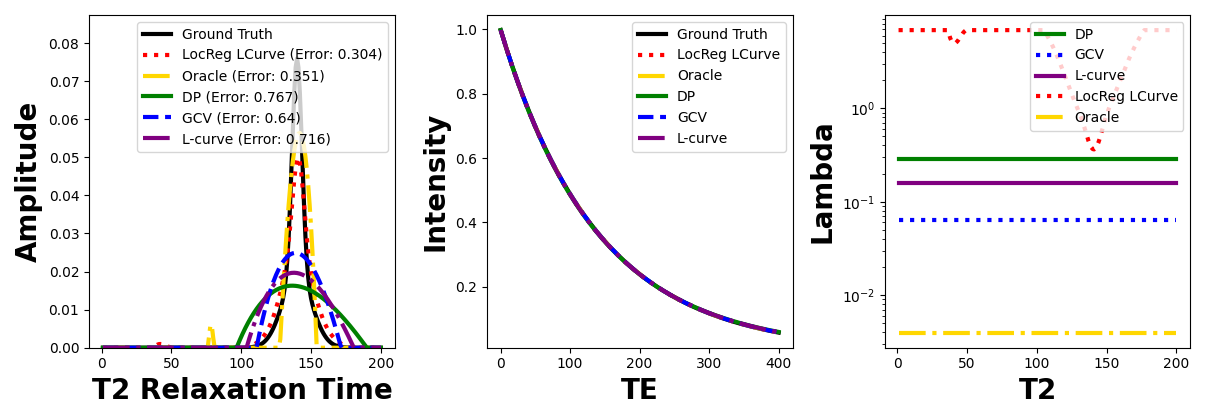 0.00
0.01
0.02
0.03
0.04
0.05
0.06
0.07
0.08
Amplitude
Ground Truth
LocReg LCurve (Error: 0.304)
Oracle (Error: 0.351)
DP (Error: 0.767)
GCV (Error: 0.64)
L-curve (Error: 0.716)
0 50 100 150 200
T2 Relaxation Time
1.0
0.8
0.6
0.4
0.2
Intensity
Ground Truth
LocReg LCurve
Oracle
DP
GCV
L-curve
0 100 200 300 400
TE
10⁰
10⁻¹
10⁻²
Lambda
DP
GCV
L-curve
LocReg LCurve
Oracle
0 50 100 150 200
T2